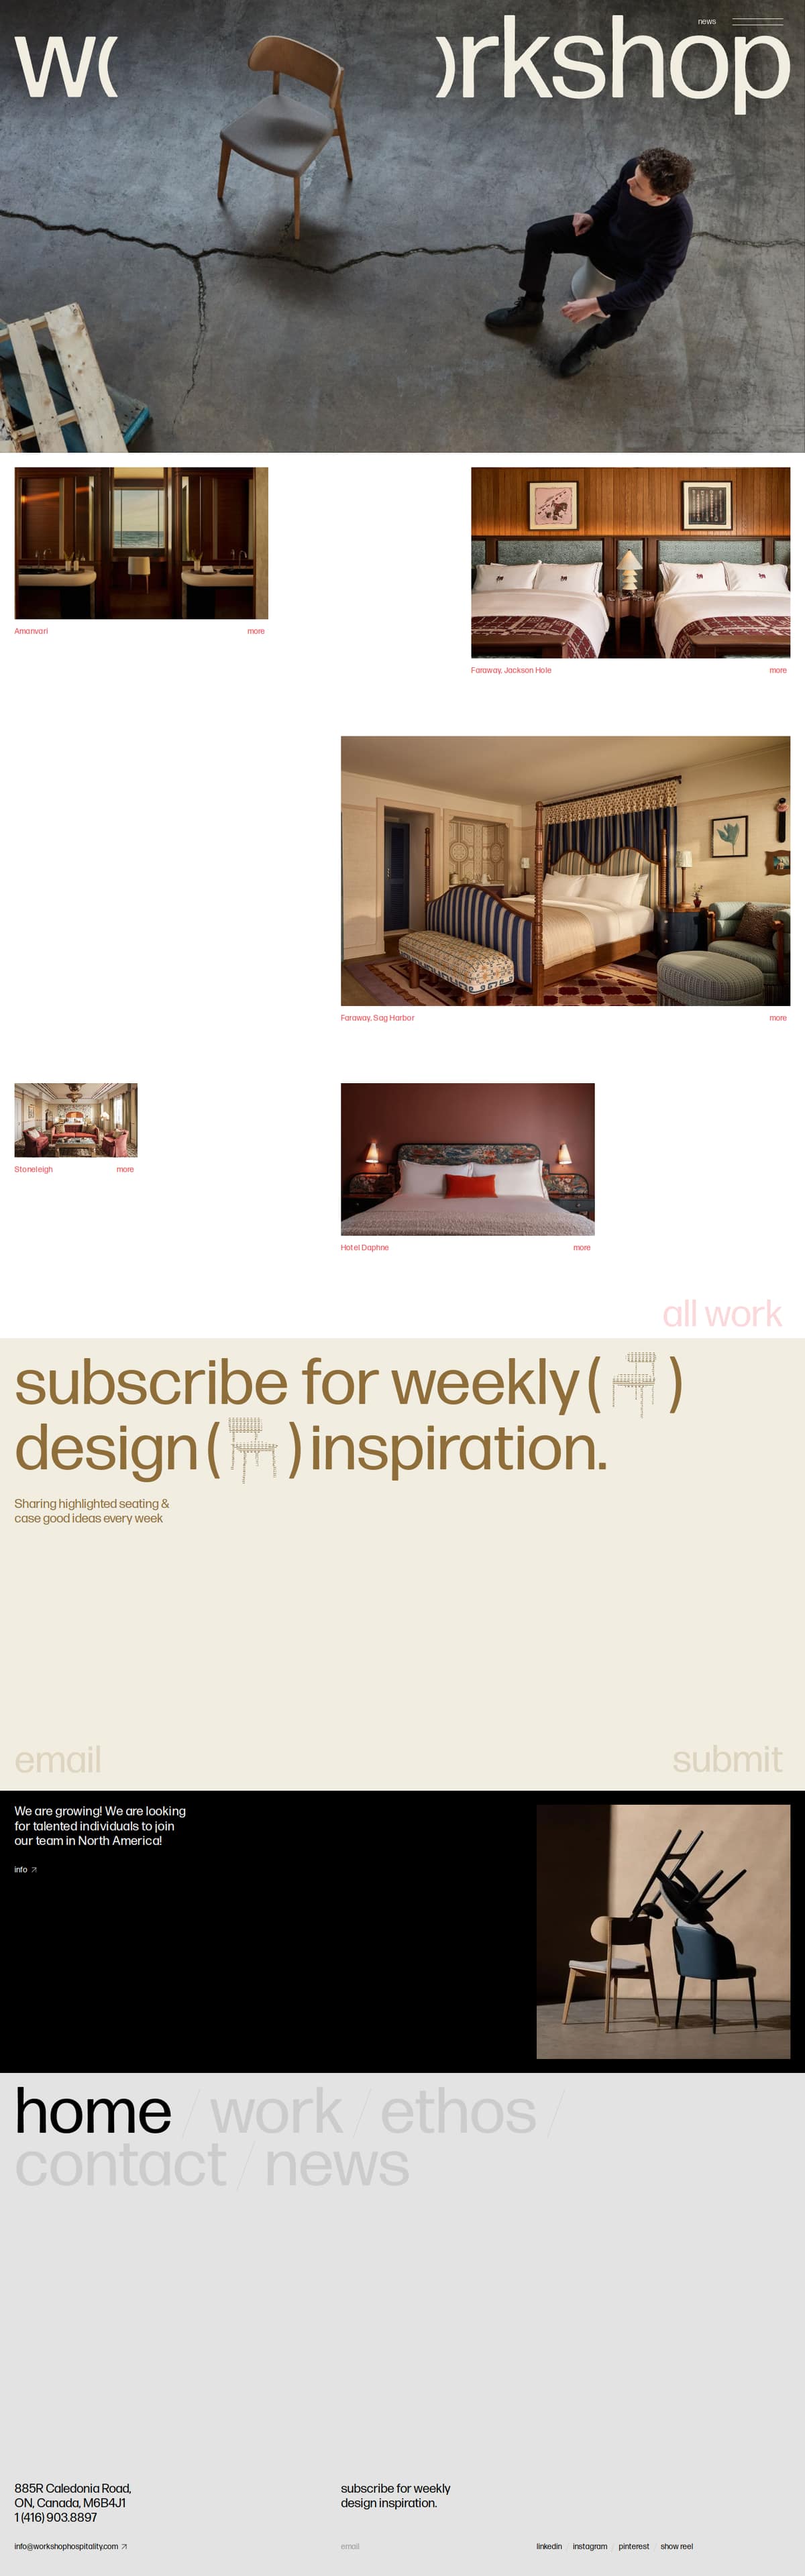 news
w( )rkshop
Amanvari more
Faraway, Jackson Hole more
Faraway, Sag Harbor more
Stoneleigh more
Hotel Daphne more
all work
subscribe for weekly ( )
design ( ) inspiration.
Sharing highlighted seating &
case good ideas every week
email submit
We are growing! We are looking
for talented individuals to join
our team in North America!
info ↗
home / work / ethos /
contact / news
885R Caledonia Road,
ON, Canada, M6B4J1
1 (416) 903.8897
info@workshophospitality.com ↗
subscribe for weekly
design inspiration.
email
linkedin / instagram / pinterest / show reel